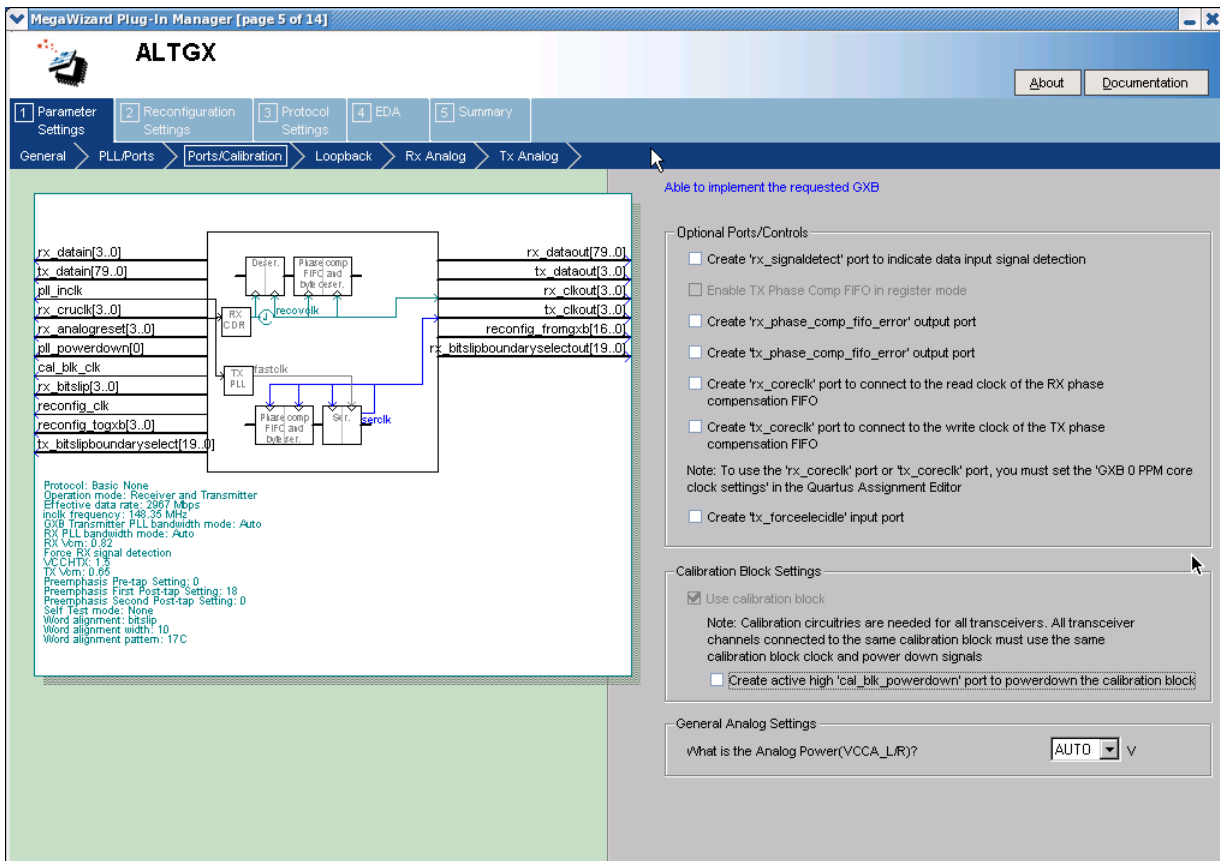 MegaWizard Plug-In Manager [page 5 of 14]
ALTGX
About
Documentation
1 Parameter Settings
2 Reconfiguration Settings
3 Protocol Settings
4 EDA
5 Summary
General
PLL/Ports
Ports/Calibration
Loopback
Rx Analog
Tx Analog
rx_datain[3..0]
tx_datain[79..0]
pll_inclk
rx_cruclk[3..0]
rx_analogreset[3..0]
pll_powerdown[0]
cal_blk_clk
rx_bitslip[3..0]
reconfig_clk
reconfig_togxb[3..0]
tx_bitslipboundaryselect[19..0]
Deser.
Phase comp
FIFO and
byte deser.
RX
CDR
recovclk
TX
PLL
fastclk
Phase comp
FIFO and
byte ser.
Ser.
serclk
rx_dataout[79..0]
tx_dataout[3..0]
rx_clkout[3..0]
tx_clkout[3..0]
reconfig_fromgxb[16..0]
rx_bitslipboundaryselectout[19..0]
Protocol: Basic None
Operation mode: Receiver and Transmitter
Effective data rate: 2967 Mbps
inclk frequency: 148.35 MHz
GXB Transmitter PLL bandwidth mode: Auto
RX PLL bandwidth mode: Auto
RX Vcm: 0.82
Force RX signal detection
VCCHTX: 1.5
TX Vcm: 0.65
Preemphasis Pre-tap Setting: 0
Preemphasis First Post-tap Setting: 18
Preemphasis Second Post-tap Setting: 0
Self Test mode: None
Word alignment: bitslip
Word alignment width: 10
Word alignment pattern: 17C
Able to implement the requested GXB
Optional Ports/Controls
Create 'rx_signaldetect' port to indicate data input signal detection
Enable TX Phase Comp FIFO in register mode
Create 'rx_phase_comp_fifo_error' output port
Create 'tx_phase_comp_fifo_error' output port
Create 'rx_coreclk' port to connect to the read clock of the RX phase
compensation FIFO
Create 'tx_coreclk' port to connect to the write clock of the TX phase
compensation FIFO
Note: To use the 'rx_coreclk' port or 'tx_coreclk' port, you must set the 'GXB 0 PPM core
clock settings' in the Quartus Assignment Editor
Create 'tx_forceelecidle' input port
Calibration Block Settings
Use calibration block
Note: Calibration circuitries are needed for all transceivers. All transceiver
channels connected to the same calibration block must use the same
calibration block clock and power down signals
Create active high 'cal_blk_powerdown' port to powerdown the calibration block
General Analog Settings
What is the Analog Power(VCCA_L/R)?
AUTO
V